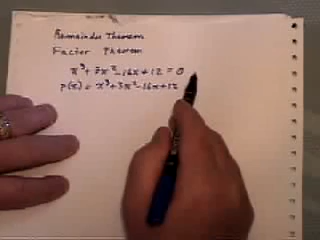 Remainder Theorem
Factor Theorem
x³ + 3x² - 16x + 12 = 0
P(x) = x³ + 3x² - 16x + 12